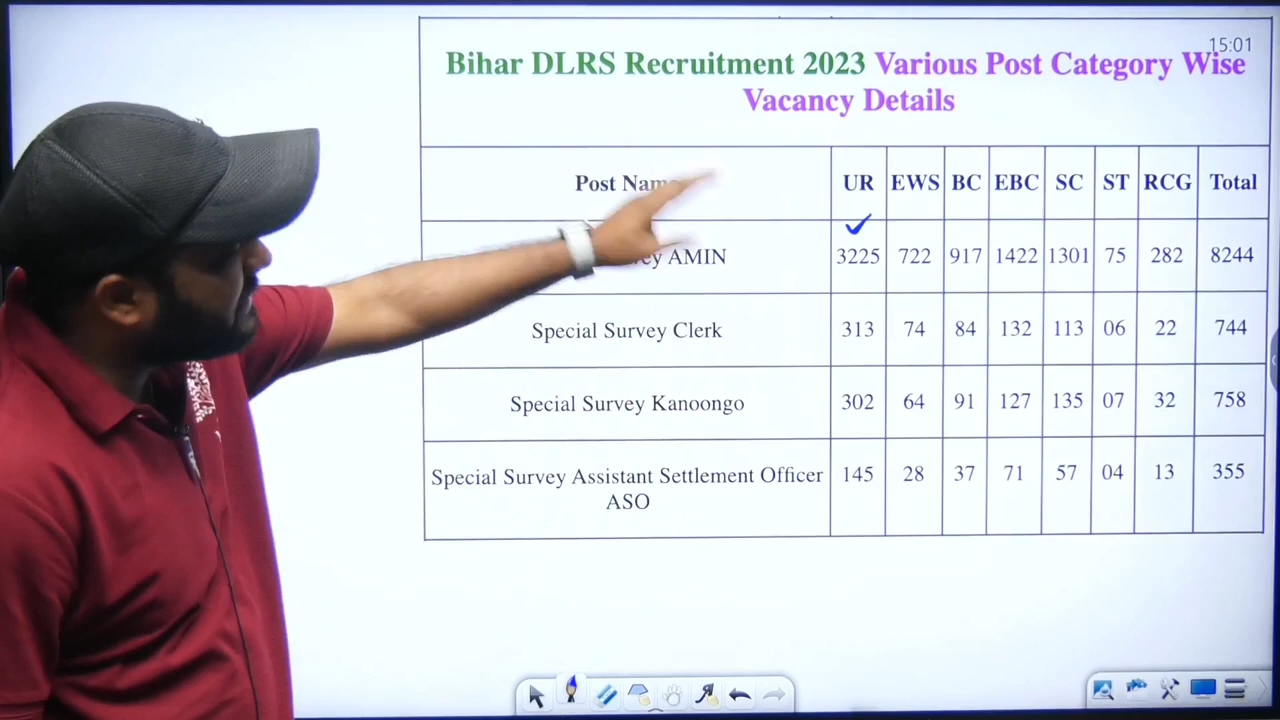 15:01
Bihar DLRS Recruitment 2023 Various Post Category Wise
Vacancy Details
Post UR EWS BC EBC SC ST RCG Total
AMIN 3225 722 917 1422 1301 75 282 8244
Special Survey Clerk 313 74 84 132 113 06 22 744
Special Survey Kanoongo 302 64 91 127 135 07 32 758
Special Survey Assistant Settlement Officer 145 28 37 71 57 04 13 355
ASO